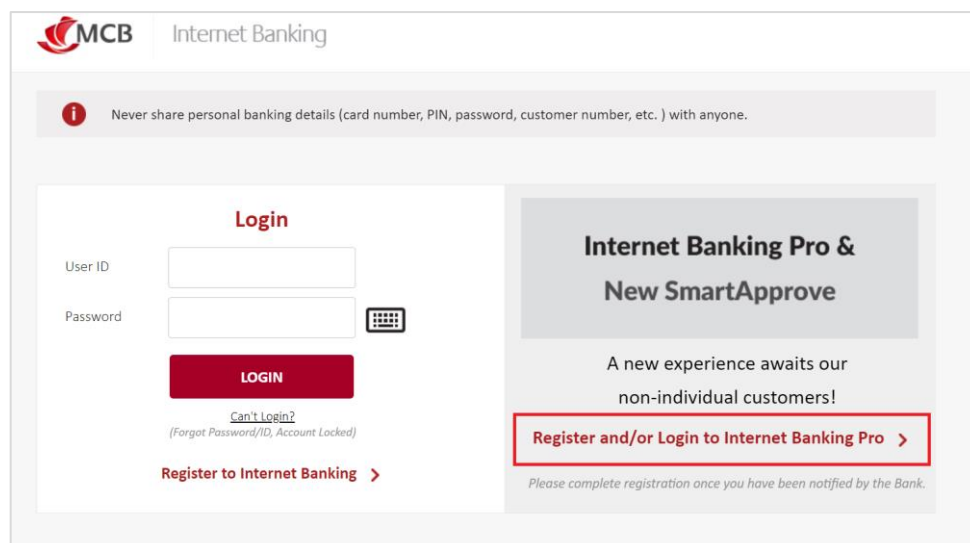 MCB
Internet Banking
Never share personal banking details (card number, PIN, password, customer number, etc. ) with anyone.
Login
User ID
Password
LOGIN
Can't Login?
(Forgot Password/ID, Account Locked)
Register to Internet Banking
Internet Banking Pro &
New SmartApprove
A new experience awaits our
non-individual customers!
Register and/or Login to Internet Banking Pro
Please complete registration once you have been notified by the Bank.